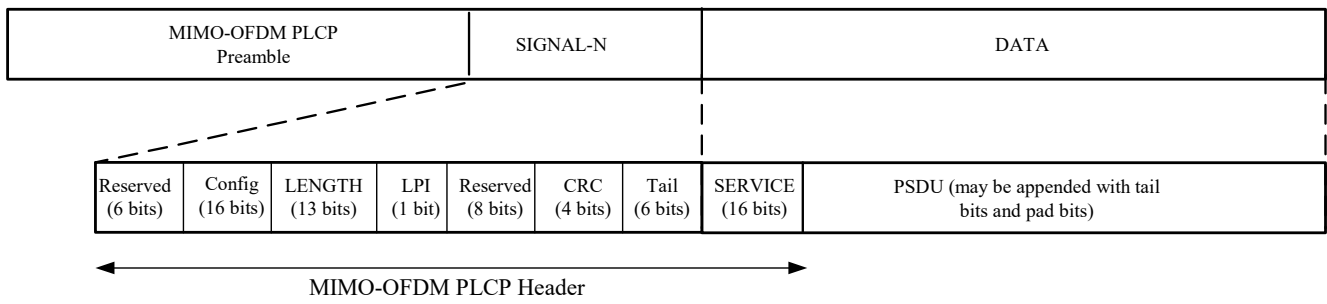 MIMO-OFDM PLCP
Preamble
SIGNAL-N
DATA
Reserved
(6 bits)
Config
(16 bits)
LENGTH
(13 bits)
LPI
(1 bit)
Reserved
(8 bits)
CRC
(4 bits)
Tail
(6 bits)
SERVICE
(16 bits)
PSDU (may be appended with tail
bits and pad bits)
MIMO-OFDM PLCP Header